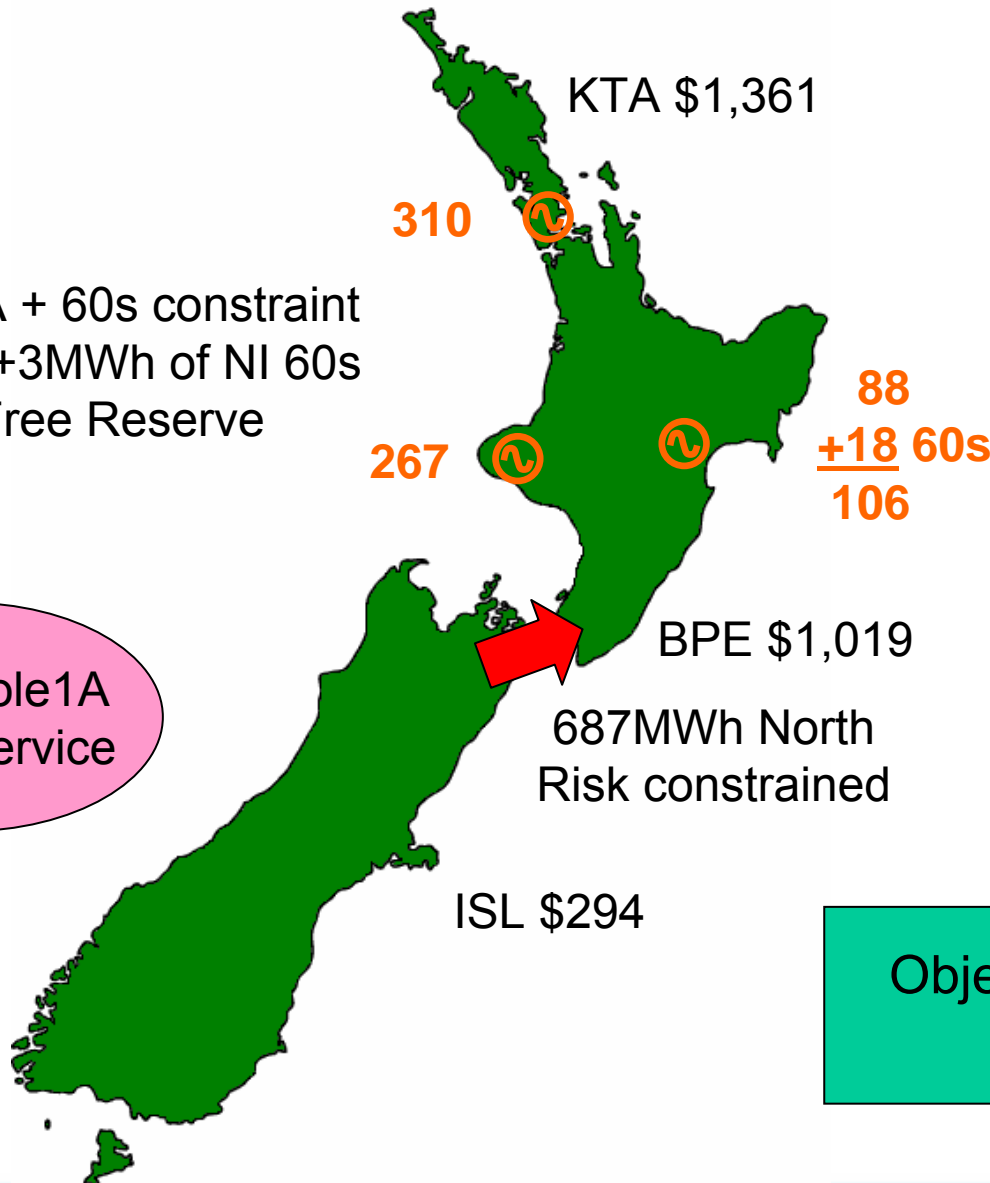 KTA $1,361
310
+ 60s constraint
+3MWh of NI 60s
Free Reserve
88
+18 60s
106
267
BPE $1,019
687MWh North
Risk constrained
ISL $294